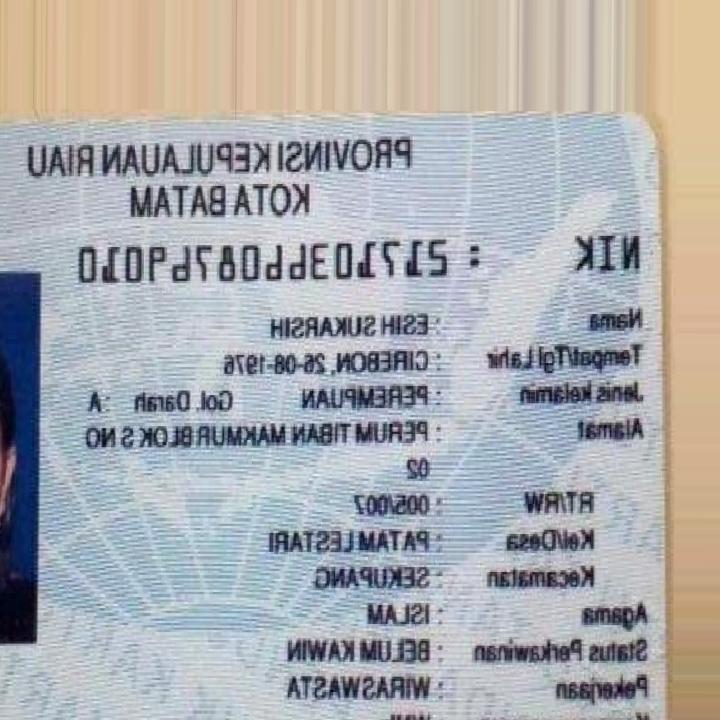 PROVINSI KEPULAUAN RIAU
KOTA BATAM
NIK : 2171036608769010
Nama : ESIH SUKARSIH
Tempat/Tgl Lahir : CIREBON, 26-08-1976
Jenis kelamin : PEREMPUAN Gol. Darah : A
Alamat : PERUM TIBAN MAKMUR BLOK S NO
02
RT/RW : 005/007
Kel/Desa : PATAM LESTARI
Kecamatan : SEKUPANG
Agama : ISLAM
Status Perkawinan : BELUM KAWIN
Pekerjaan : WIRASWASTA